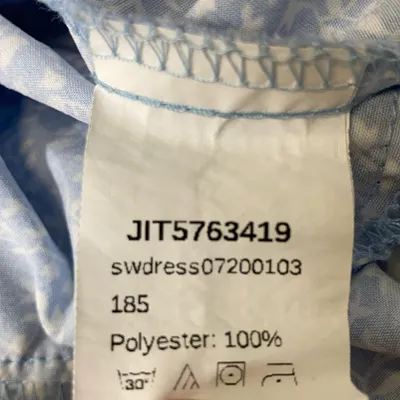 JIT5763419
swdress07200103
185
Polyester: 100%
30°